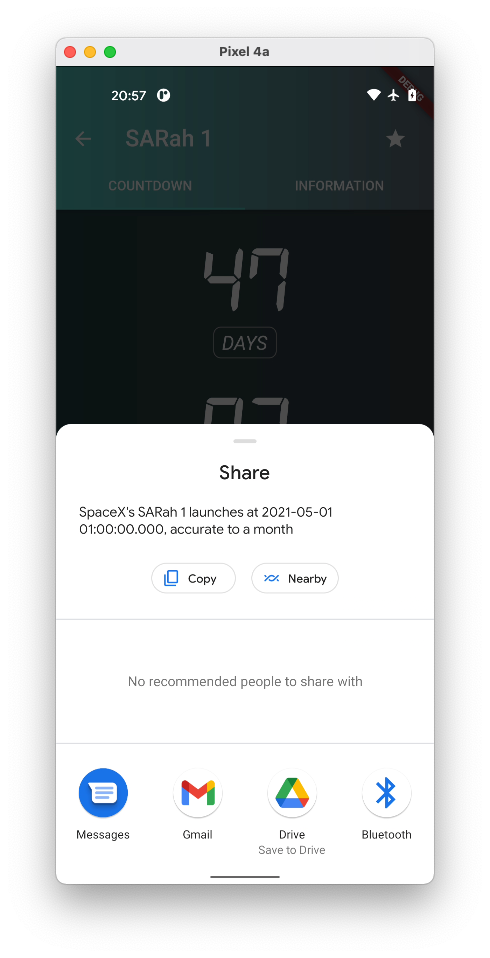 Pixel 4a
20:57
DEBUG
SARah 1
COUNTDOWN
INFORMATION
47
DAYS
Share
SpaceX's SARah 1 launches at 2021-05-01
01:00:00.000, accurate to a month
Copy
Nearby
No recommended people to share with
Messages
Gmail
Drive
Bluetooth
Save to Drive